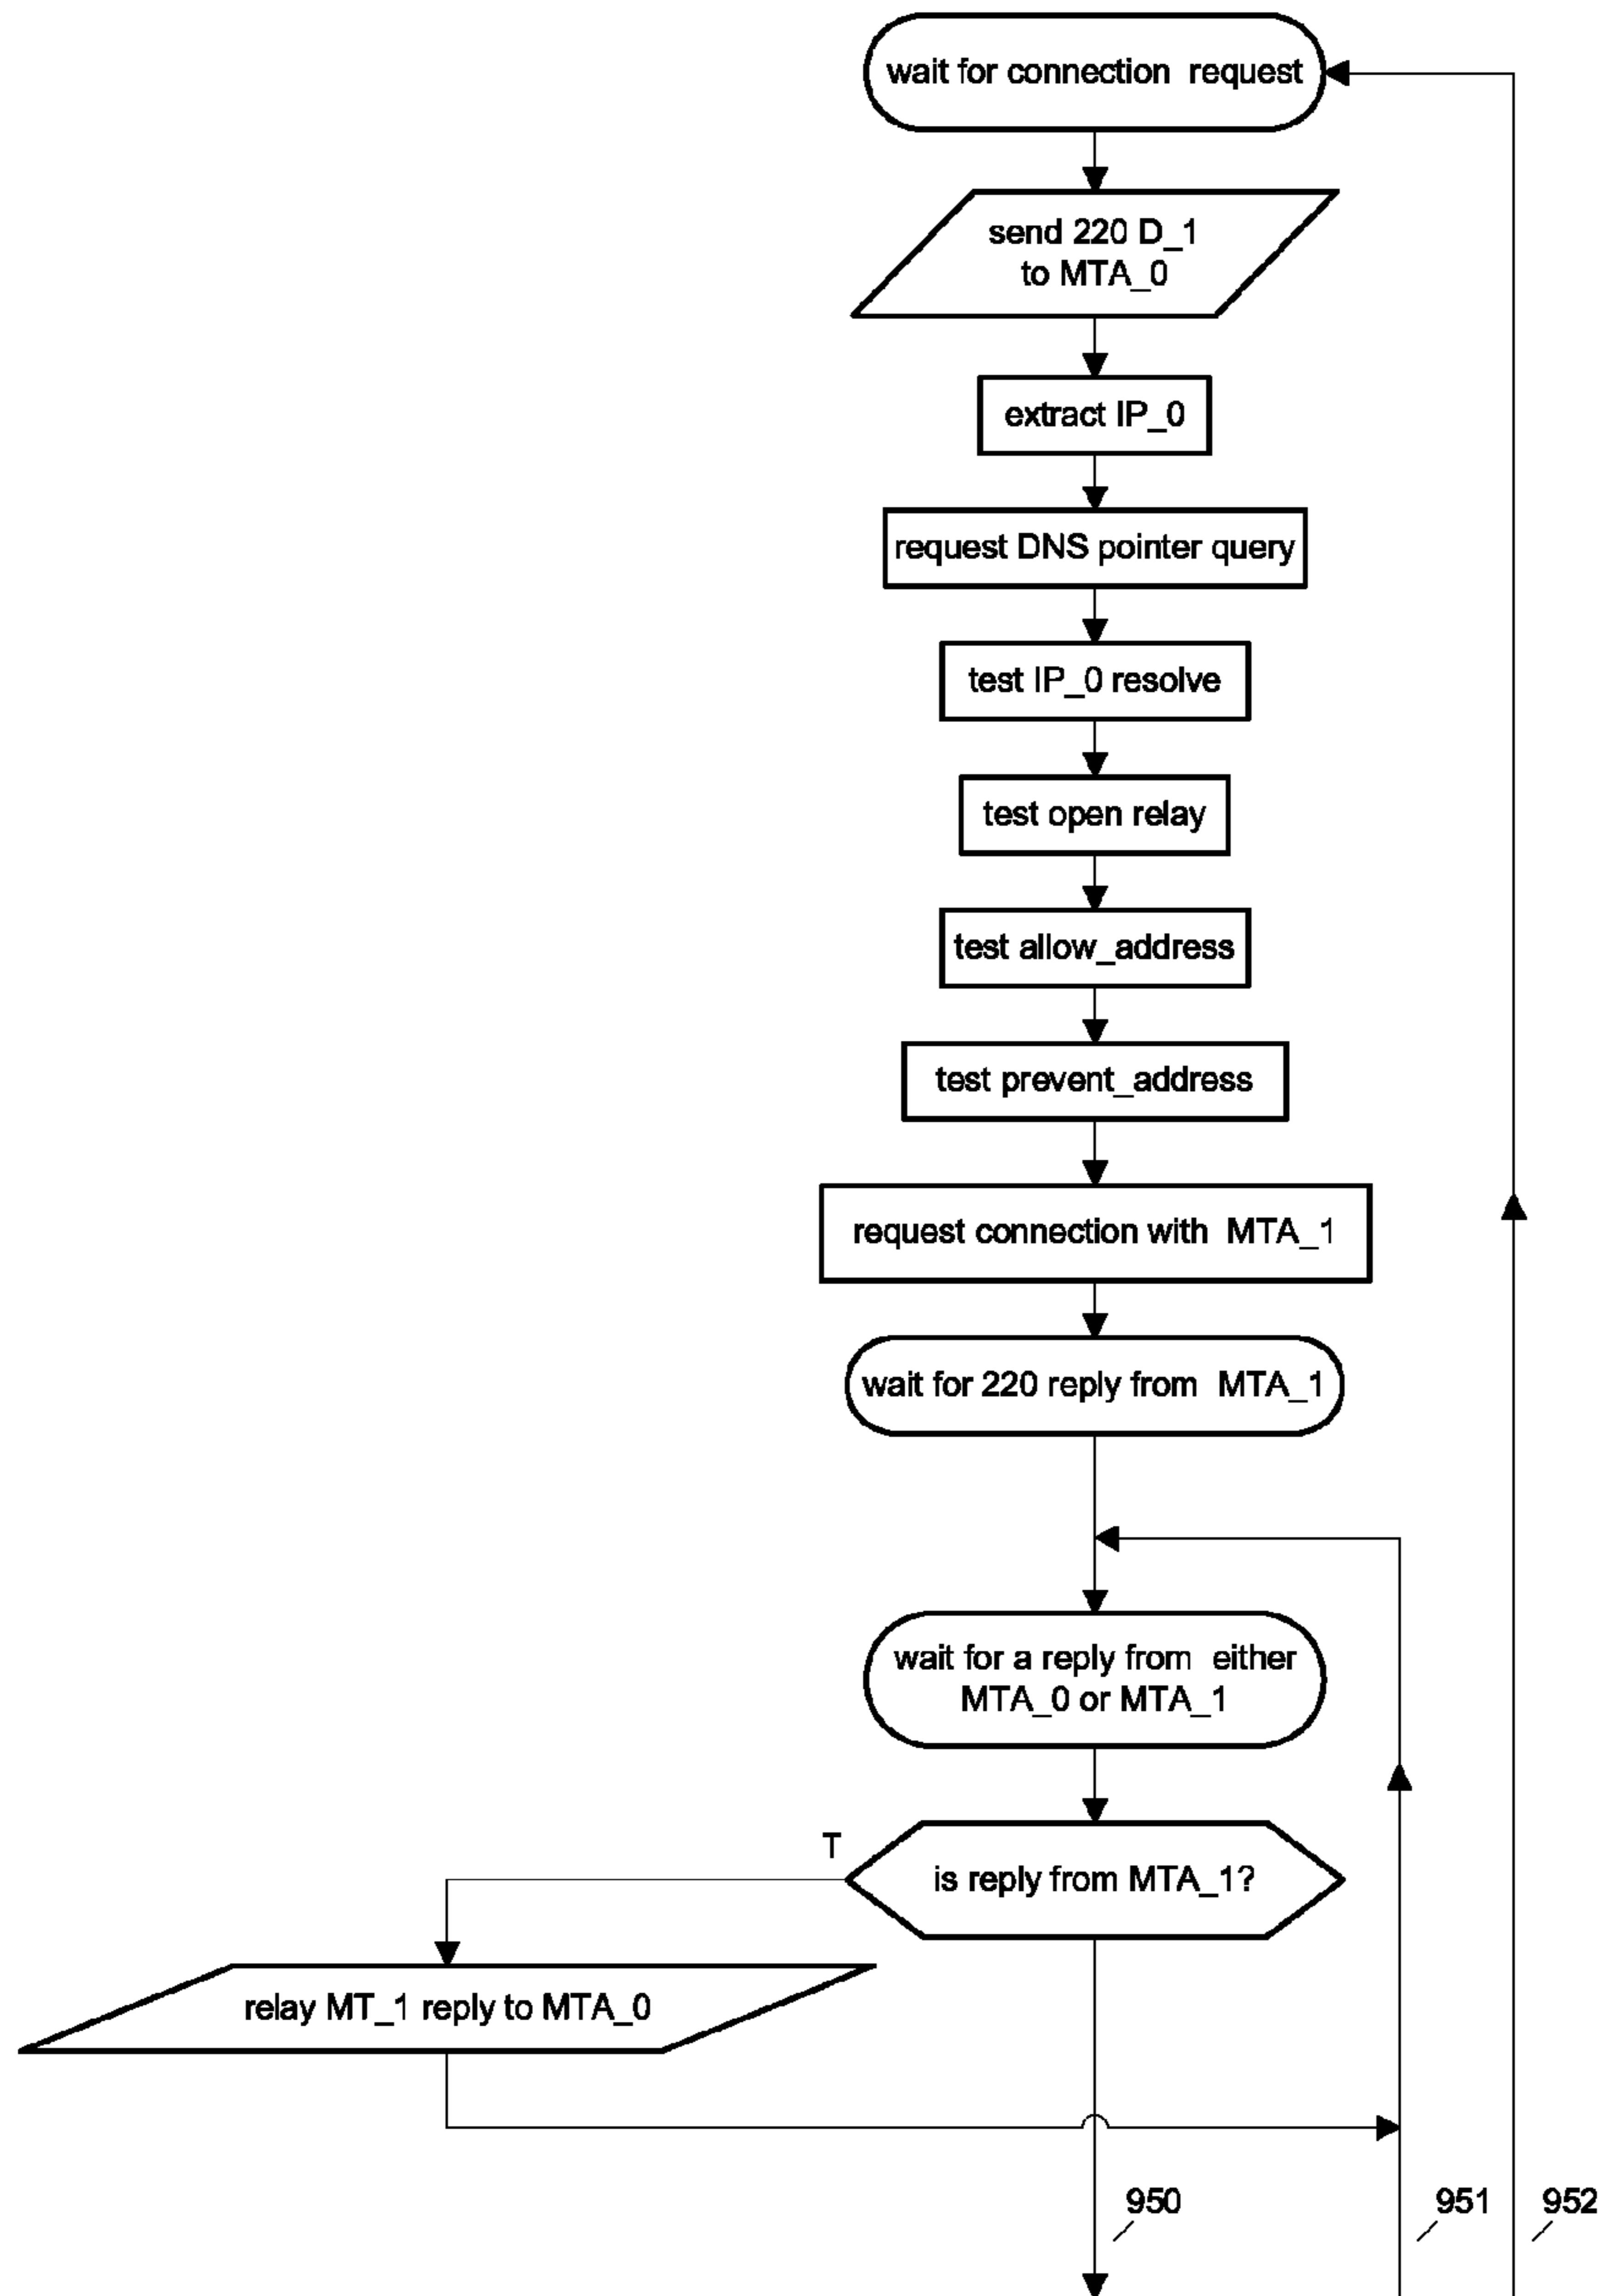 wait for connection request
send 220 D_1
to MTA_0
extract IP_0
request DNS pointer query
test IP_0 resolve
test open relay
test allow_address
test prevent_address
request connection with MTA_1
wait for 220 reply from MTA_1
wait for a reply from either
MTA_0 or MTA_1
T
is reply from MTA_1?
relay MT_1 reply to MTA_0
950
951
952